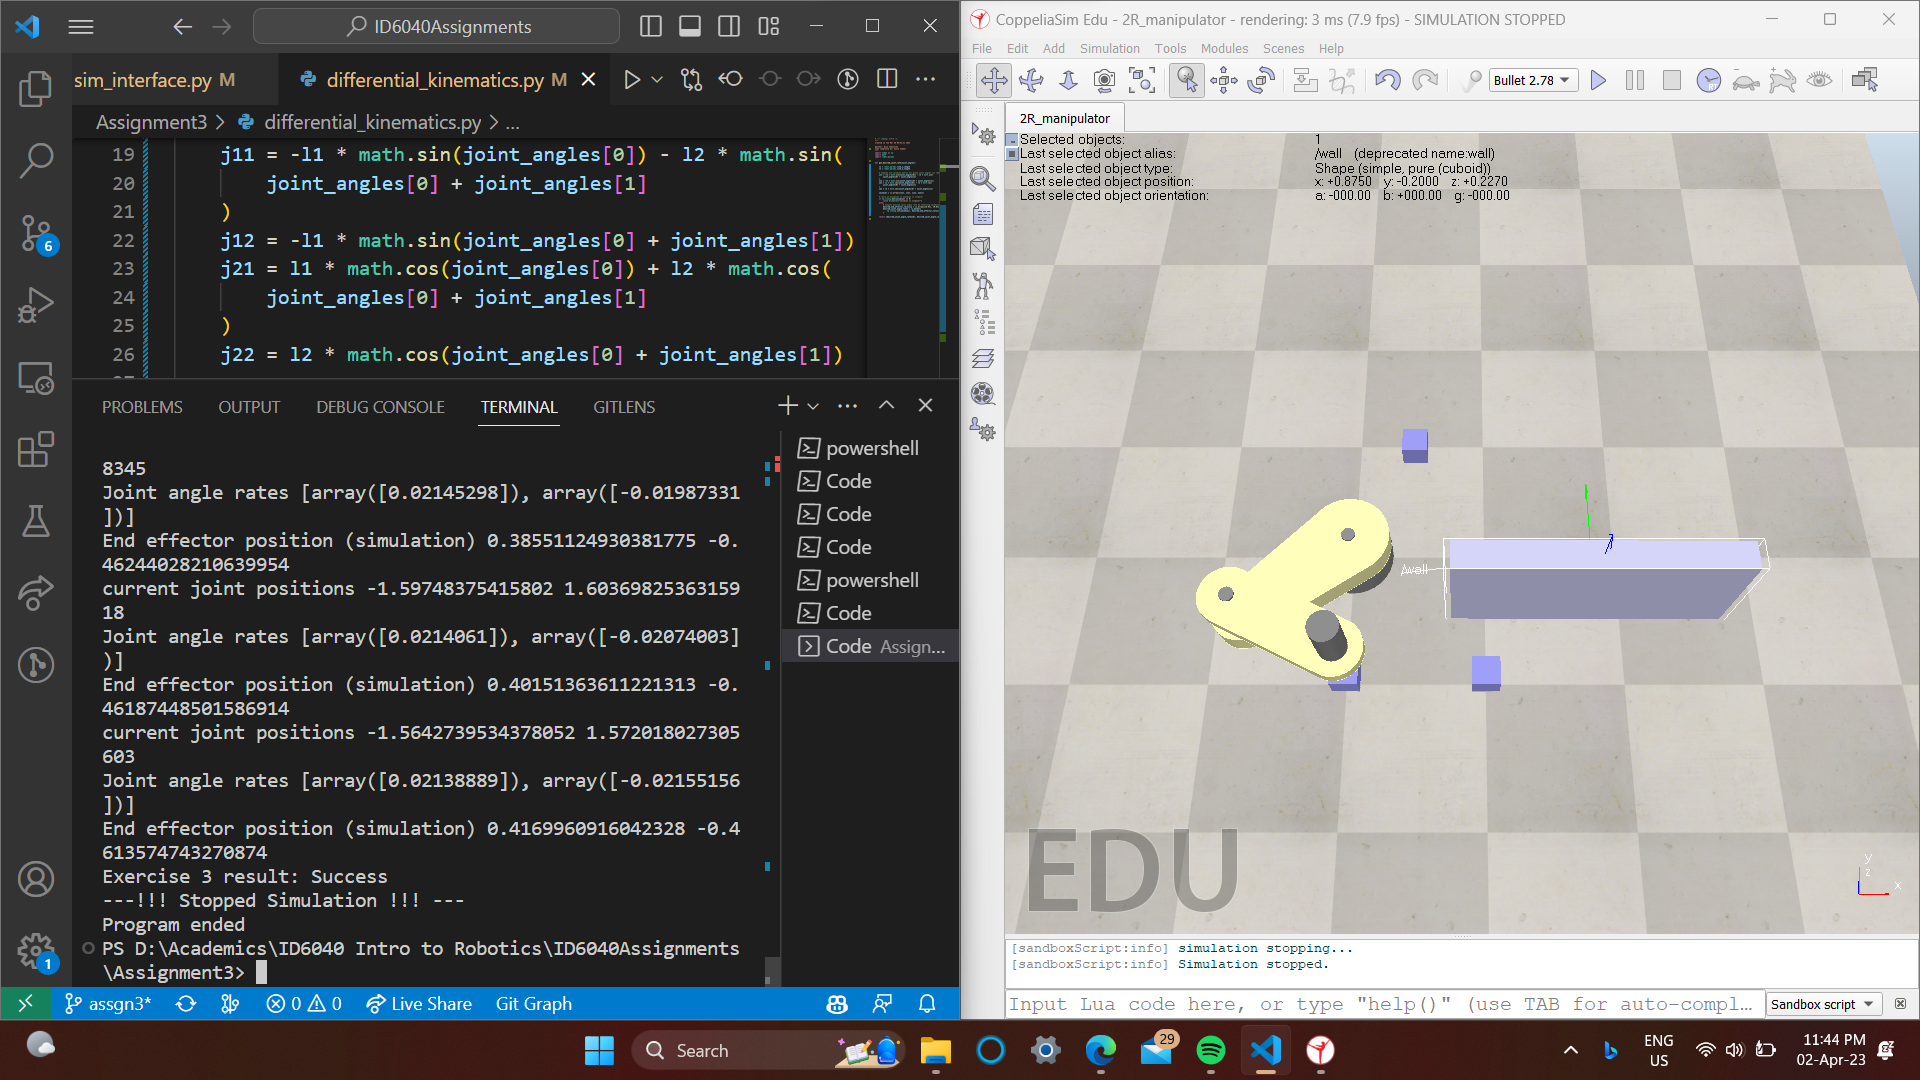 ID6040Assignments
sim_interface.py M
differential_kinematics.py M
Assignment3 > differential_kinematics.py > ...
19 j11 = -l1 * math.sin(joint_angles[0]) - l2 * math.sin(
20 joint_angles[0] + joint_angles[1]
21 )
22 j12 = -l1 * math.sin(joint_angles[0] + joint_angles[1])
23 j21 = l1 * math.cos(joint_angles[0]) + l2 * math.cos(
24 joint_angles[0] + joint_angles[1]
25 )
26 j22 = l2 * math.cos(joint_angles[0] + joint_angles[1])
PROBLEMS OUTPUT DEBUG CONSOLE TERMINAL GITLENS
8345
Joint angle rates [array([0.02145298]), array([-0.01987331
])]
End effector position (simulation) 0.38551124930381775 -0.
46244028210639954
current joint positions -1.59748375415802 1.60369825363159
18
Joint angle rates [array([0.0214061]), array([-0.02074003]
)]
End effector position (simulation) 0.40151363611221313 -0.
46187448501586914
current joint positions -1.5642739534378052 1.572018027305
603
Joint angle rates [array([0.02138889]), array([-0.02155156
])]
End effector position (simulation) 0.4169960916042328 -0.4
613574743270874
Exercise 3 result: Success
---!!! Stopped Simulation !!! ---
Program ended
PS D:\Academics\ID6040 Intro to Robotics\ID6040Assignments
\Assignment3>
powershell
Code
Code
Code
powershell
Code
Code Assign...
6
1
assgn3* 0 0 Live Share Git Graph
CoppeliaSim Edu - 2R_manipulator - rendering: 3 ms (7.9 fps) - SIMULATION STOPPED
File Edit Add Simulation Tools Modules Scenes Help
Bullet 2.78
2R_manipulator
Selected objects: 1
Last selected object alias: /wall (deprecated name:wall)
Last selected object type: Shape (simple, pure (cuboid))
Last selected object position: x: +0.8750 y: -0.2000 z: +0.2270
Last selected object orientation: a: -000.00 b: +000.00 g: -000.00
/wall
EDU
y
z
x
[sandboxScript:info] simulation stopping...
[sandboxScript:info] Simulation stopped.
Input Lua code here, or type "help()" (use TAB for auto-compl...
Sandbox script
Search
29
ENG
US
11:44 PM
02-Apr-23